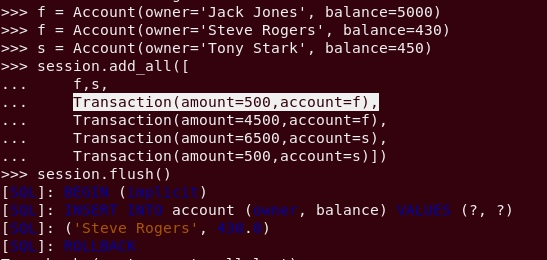 >>> f = Account(owner='Jack Jones', balance=5000)
>>> f = Account(owner='Steve Rogers', balance=430)
>>> s = Account(owner='Tony Stark', balance=450)
>>> session.add_all([
...     f,s,
...     Transaction(amount=500,account=f),
...     Transaction(amount=4500,account=f),
...     Transaction(amount=6500,account=s),
...     Transaction(amount=500,account=s)])
>>> session.flush()
[SQL]: BEGIN (implicit)
[SQL]: INSERT INTO account (owner, balance) VALUES (?, ?)
[SQL]: ('Steve Rogers', 430.0)
[SQL]: ROLLBACK